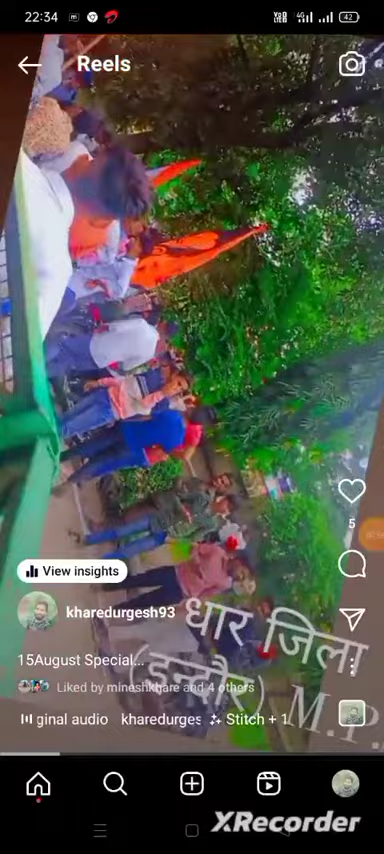 22:34
42
Reels
5
View insights
kharedurgesh93
धार जिला
15August Special...
(इन्दौर) M.P.
Liked by mineshkhare and 4 others
ginal audio kharedurges Stitch + 1
XRecorder